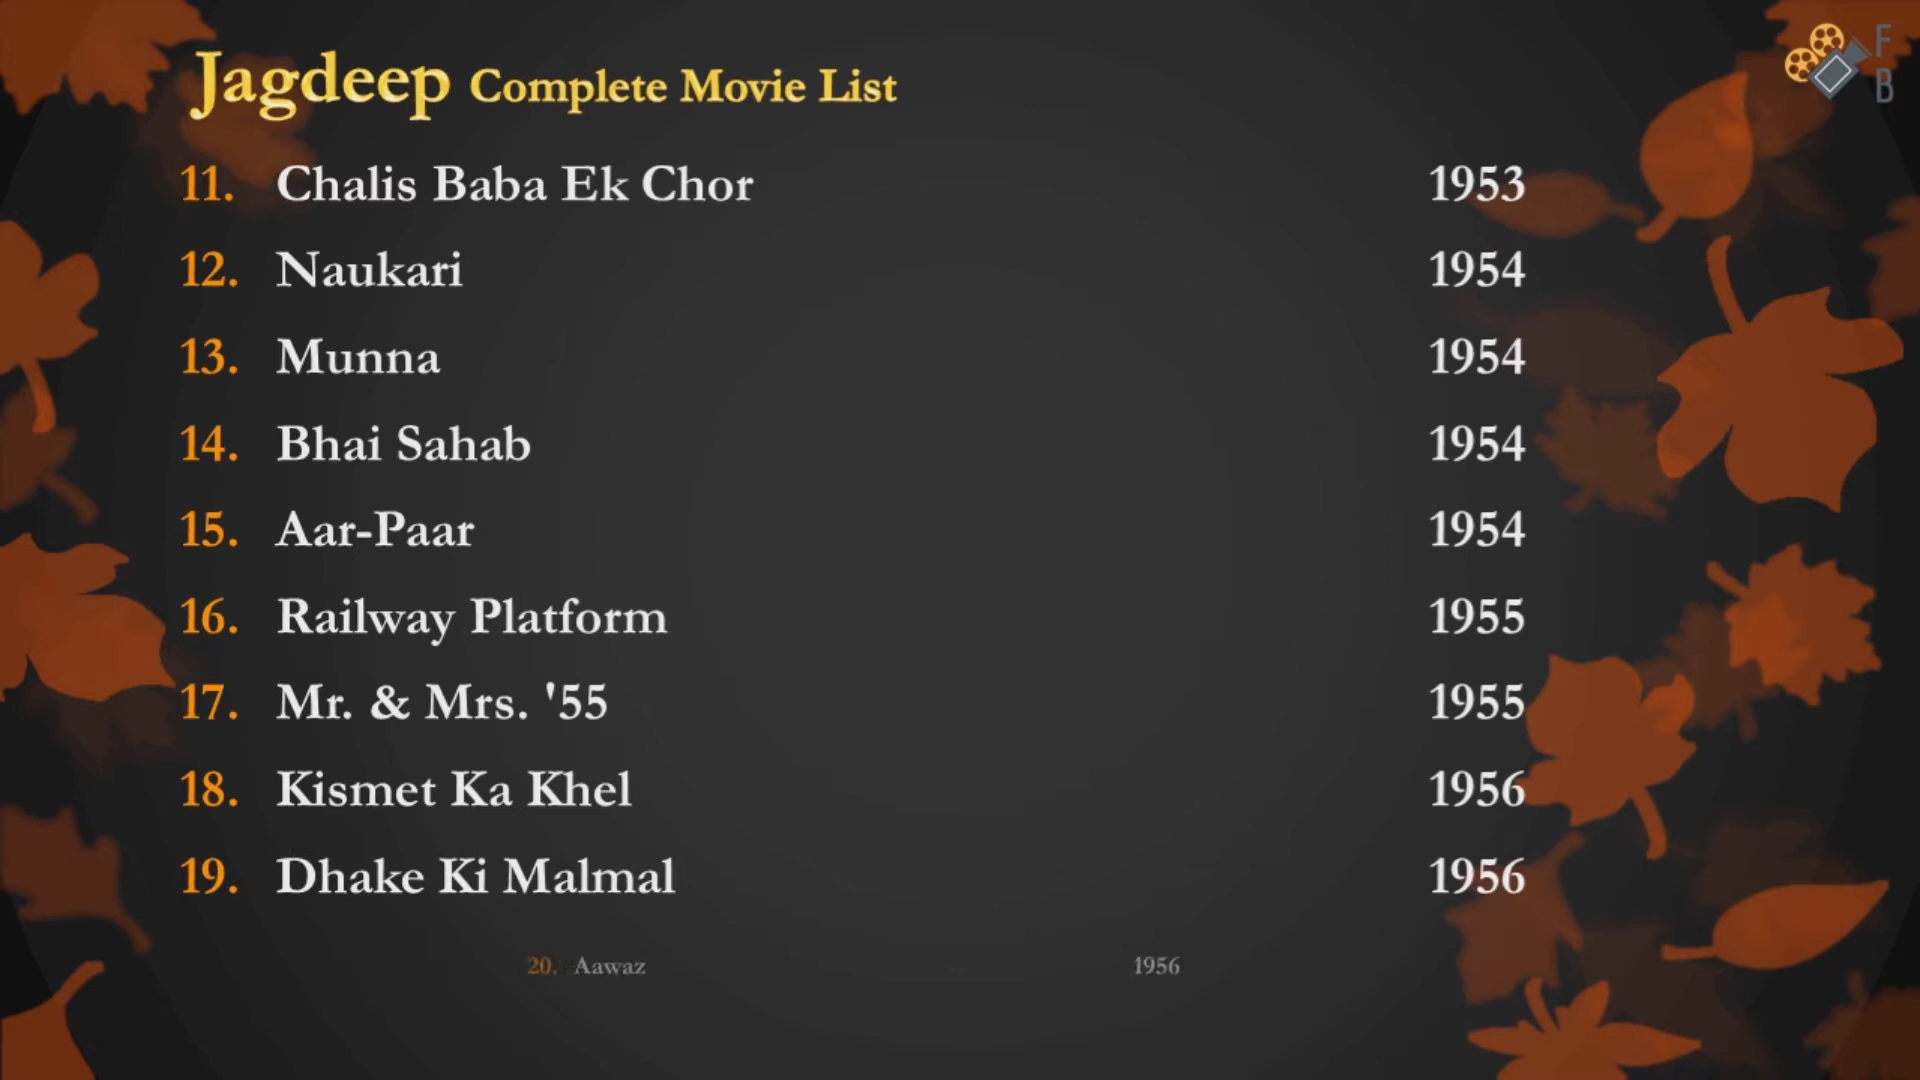 Jagdeep Complete Movie List
F
B
11. Chalis Baba Ek Chor 1953
12. Naukari 1954
13. Munna 1954
14. Bhai Sahab 1954
15. Aar-Paar 1954
16. Railway Platform 1955
17. Mr. & Mrs. '55 1955
18. Kismet Ka Khel 1956
19. Dhake Ki Malmal 1956
20. Aawaz 1956